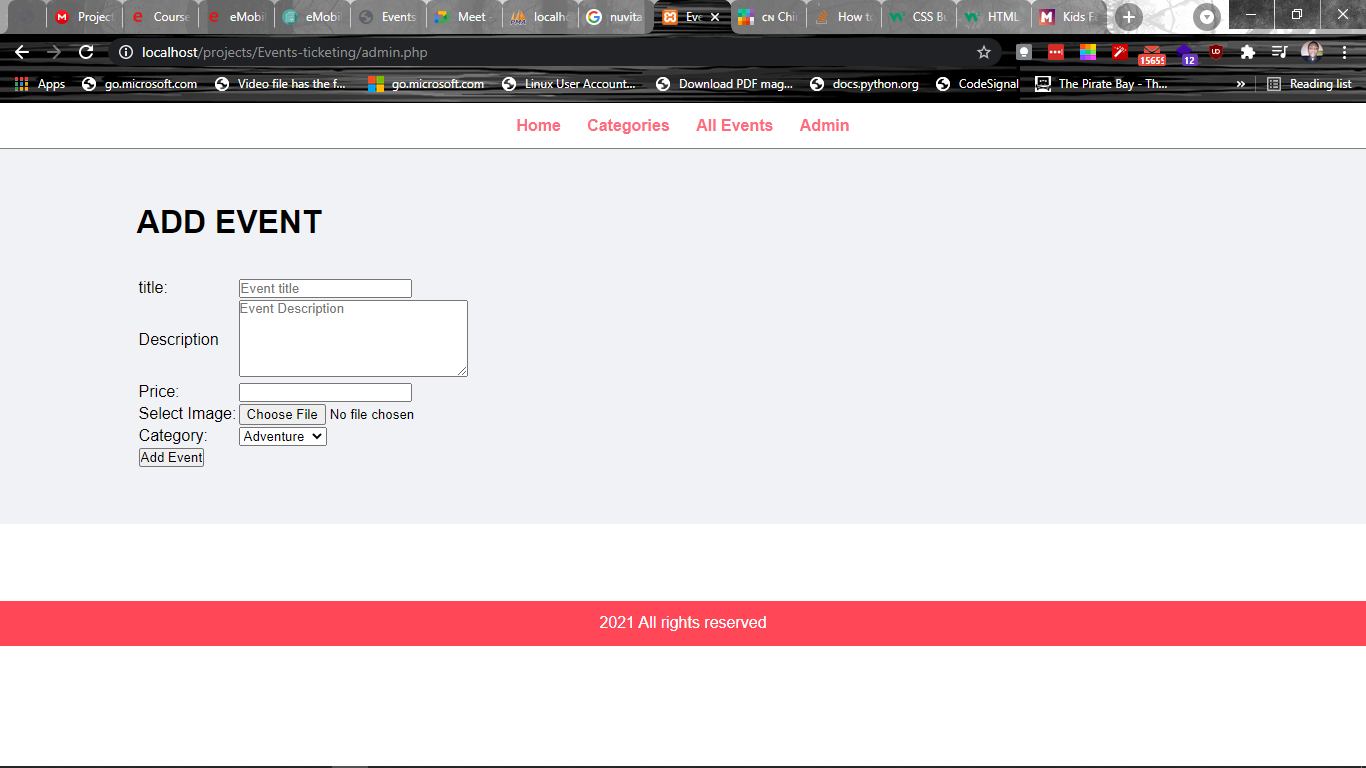 Project
Course
eMobil
eMobi
Events
Meet
localho
nuvita
Eve
CN Chi
How to
CSS Bu
HTML
Kids F
localhost/projects/Events-ticketing/admin.php
15655
12
Apps
go.microsoft.com
Video file has the f...
go.microsoft.com
Linux User Account...
Download PDF mag...
docs.python.org
CodeSignal
The Pirate Bay - Th...
»
Reading list
Home Categories All Events Admin
ADD EVENT
title: Event title
Event Description
Description
Price:
Select Image: Choose File No file chosen
Category: Adventure
Add Event
2021 All rights reserved